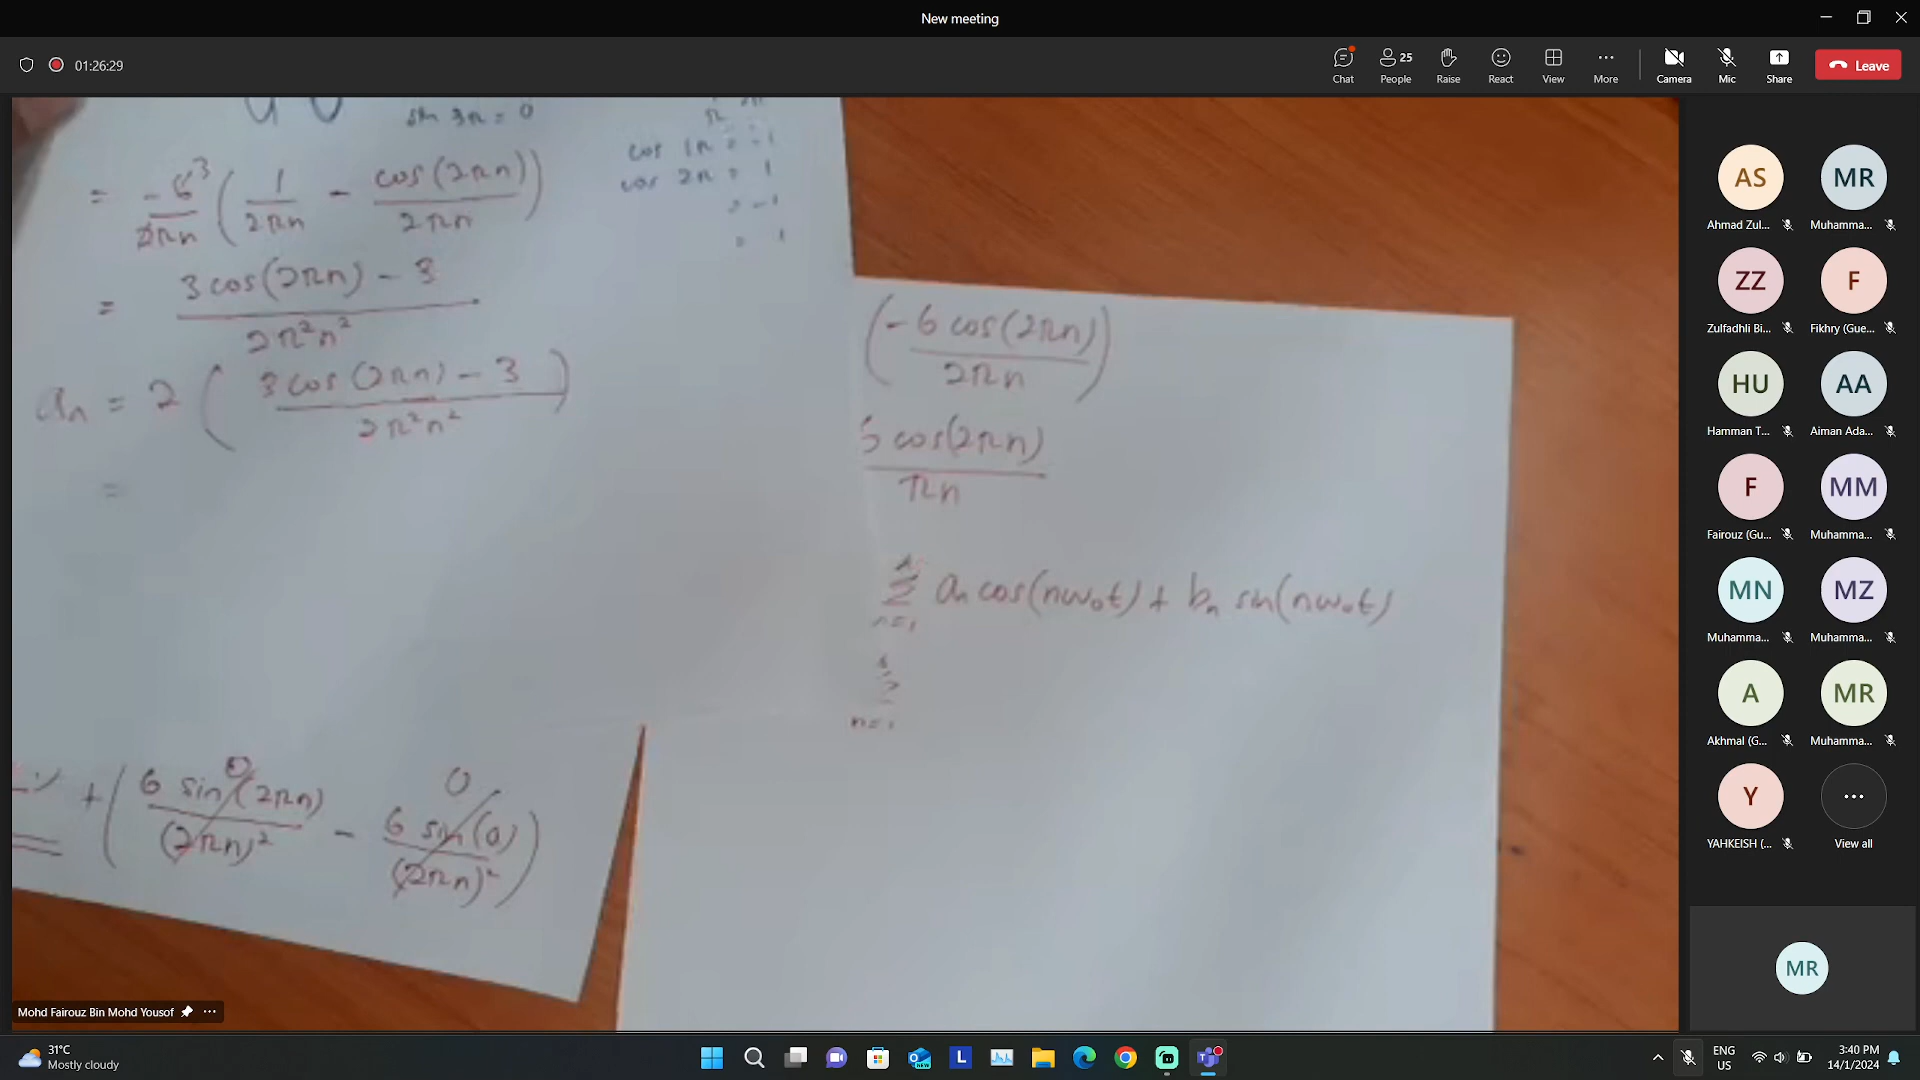 New meeting
01:26:29
Chat
25
People
Raise
React
View
More
Camera
Mic
Share
Leave
sin 3π = 0
cos 1π = -1
cos 2π = 1
= -1
= 1
= -6 3 / 2πn ( 1 / 2πn - cos(2πn) / 2πn )
= 3 cos(2πn) - 3 / 2π²n²
an = 2 ( 3 cos(2πn) - 3 / 2π²n² )
=
+ ( 6 sin(2πn) 0 / (2πn)² - 6 sin(0) 0 / (2πn)² )
( -6 cos(2πn) / 2πn )
cos(2πn) / πn
Σ n=1 an cos(nω₀t) + bn sin(nω₀t)
Σ n=1
AS
Ahmad Zul...
MR
Muhamma...
ZZ
Zulfadhli Bi...
F
Fikhry (Gue...
HU
Hamman T...
AA
Aiman Ada...
F
Fairouz (Gu...
MM
Muhamma...
MN
Muhamma...
MZ
Muhamma...
A
Akhmal (G...
MR
Muhamma...
Y
YAHKEISH (...
...
View all
MR
Mohd Fairouz Bin Mohd Yousof
...
31°C
Mostly cloudy
NEW
L
ENG
US
3:40 PM
14/1/2024